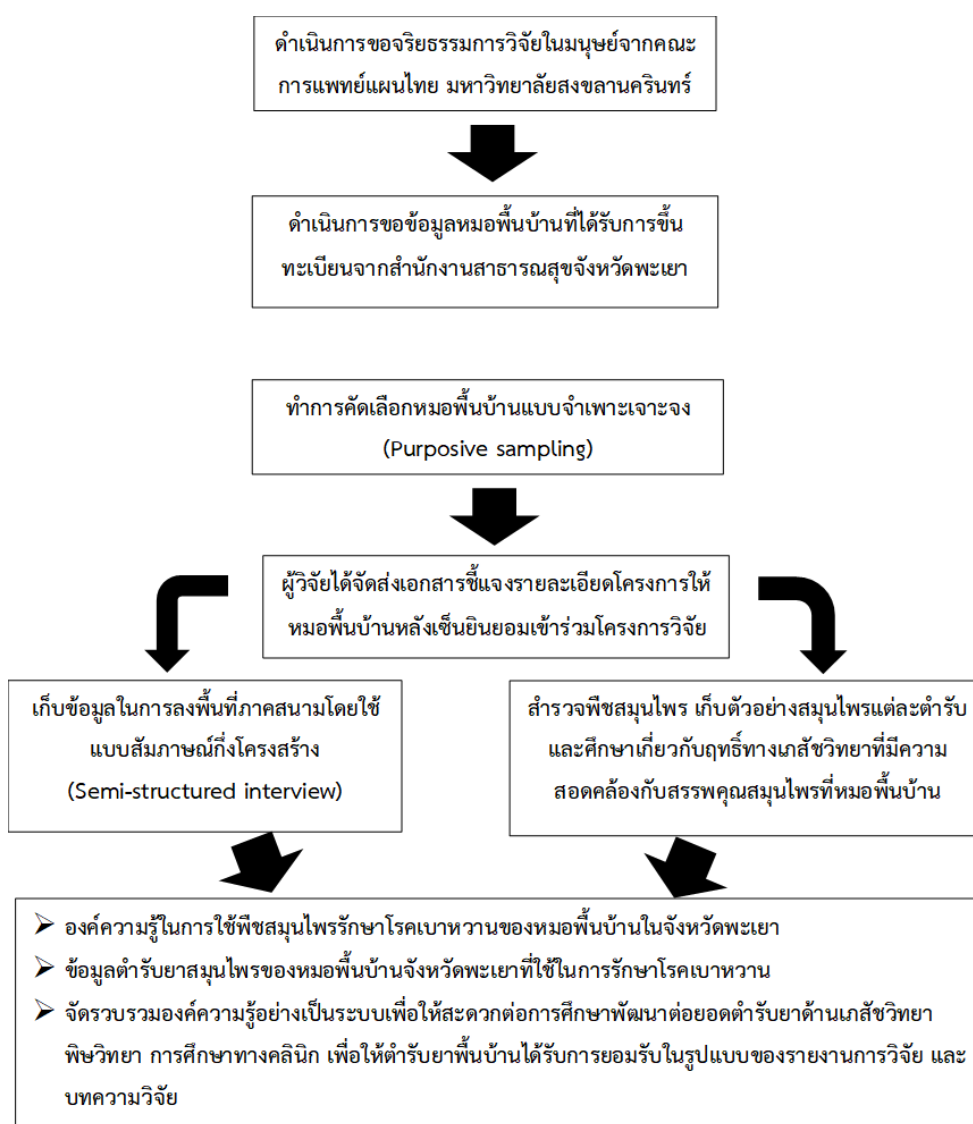 ดำเนินการขอจริยธรรมการวิจัยในมนุษย์จากคณะ
การแพทย์แผนไทย มหาวิทยาลัยสงขลานครินทร์
ดำเนินการขอข้อมูลหมอพื้นบ้านที่ได้รับการขึ้น
ทะเบียนจากสำนักงานสาธารณสุขจังหวัดพะเยา
ทำการคัดเลือกหมอพื้นบ้านแบบจำเพาะเจาะจง
(Purposive sampling)
ผู้วิจัยได้จัดส่งเอกสารชี้แจงรายละเอียดโครงการให้
หมอพื้นบ้านหลังเซ็นยินยอมเข้าร่วมโครงการวิจัย
เก็บข้อมูลในการลงพื้นที่ภาคสนามโดยใช้
แบบสัมภาษณ์กึ่งโครงสร้าง
(Semi-structured interview)
สำรวจพืชสมุนไพร เก็บตัวอย่างสมุนไพรแต่ละตำรับ
และศึกษาเกี่ยวกับฤทธิ์ทางเภสัชวิทยาที่มีความ
สอดคล้องกับสรรพคุณสมุนไพรที่หมอพื้นบ้าน
➢ องค์ความรู้ในการใช้พืชสมุนไพรรักษาโรคเบาหวานของหมอพื้นบ้านในจังหวัดพะเยา
➢ ข้อมูลตำรับยาสมุนไพรของหมอพื้นบ้านจังหวัดพะเยาที่ใช้ในการรักษาโรคเบาหวาน
➢ จัดรวบรวมองค์ความรู้อย่างเป็นระบบเพื่อให้สะดวกต่อการศึกษาพัฒนาต่อยอดตำรับยาด้านเภสัชวิทยา
พิษวิทยา การศึกษาทางคลินิก เพื่อให้ตำรับยาพื้นบ้านได้รับการยอมรับในรูปแบบของรายงานการวิจัย และ
บทความวิจัย